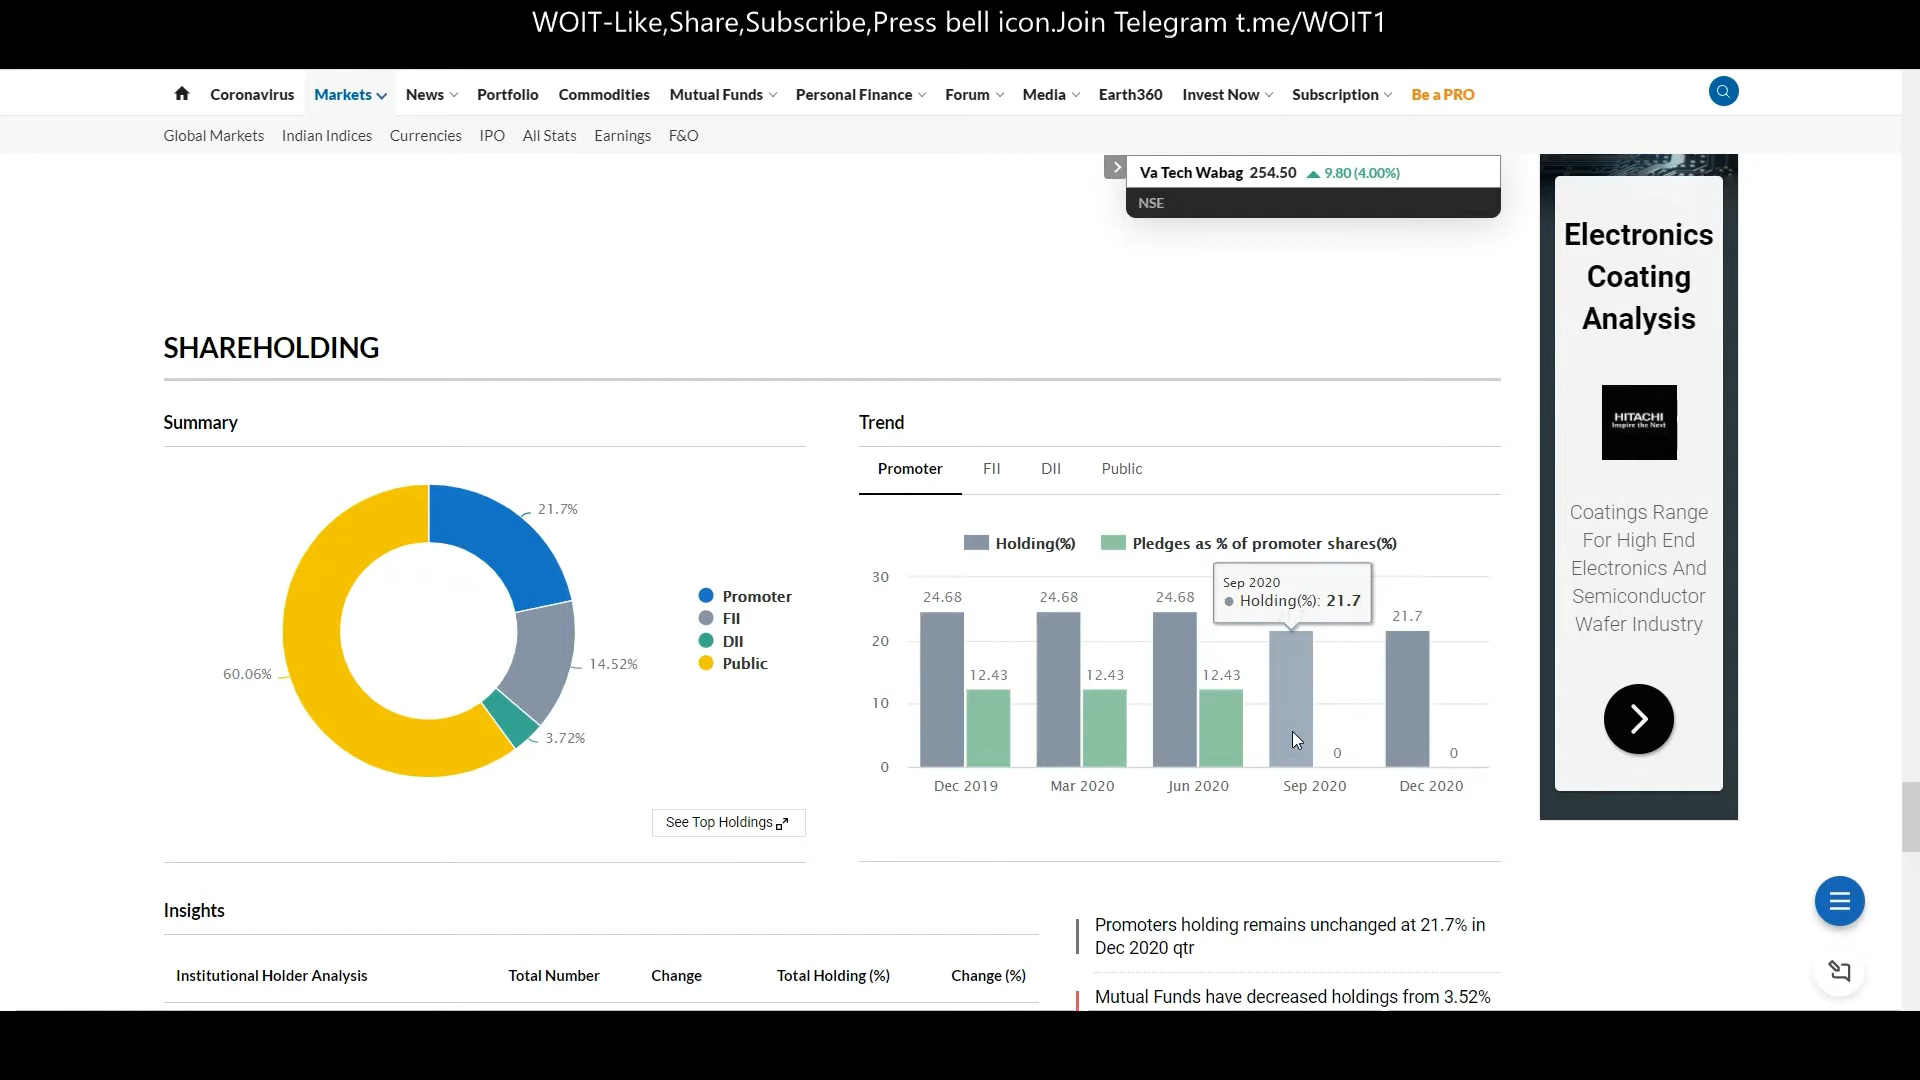 WOIT-Like,Share,Subscribe,Press bell icon.Join Telegram t.me/WOIT1
Coronavirus Markets News Portfolio Commodities Mutual Funds Personal Finance Forum Media Earth360 Invest Now Subscription Be a PRO
Global Markets Indian Indices Currencies IPO All Stats Earnings F&O
Va Tech Wabag 254.50 9.80 (4.00%)
NSE
Electronics
Coating
Analysis
HITACHI
Inspire the Next
Coatings Range
For High End
Electronics And
Semiconductor
Wafer Industry
SHAREHOLDING
Summary
21.7%
14.52%
3.72%
60.06%
Promoter
FII
DII
Public
See Top Holdings
Trend
Promoter FII DII Public
Holding(%) Pledges as % of promoter shares(%)
30
20
10
0
24.68 24.68 24.68 21.7
12.43 12.43 12.43 0 0
Sep 2020
Holding(%): 21.7
Dec 2019 Mar 2020 Jun 2020 Sep 2020 Dec 2020
Insights
Institutional Holder Analysis Total Number Change Total Holding (%) Change (%)
Promoters holding remains unchanged at 21.7% in
Dec 2020 qtr
Mutual Funds have decreased holdings from 3.52%